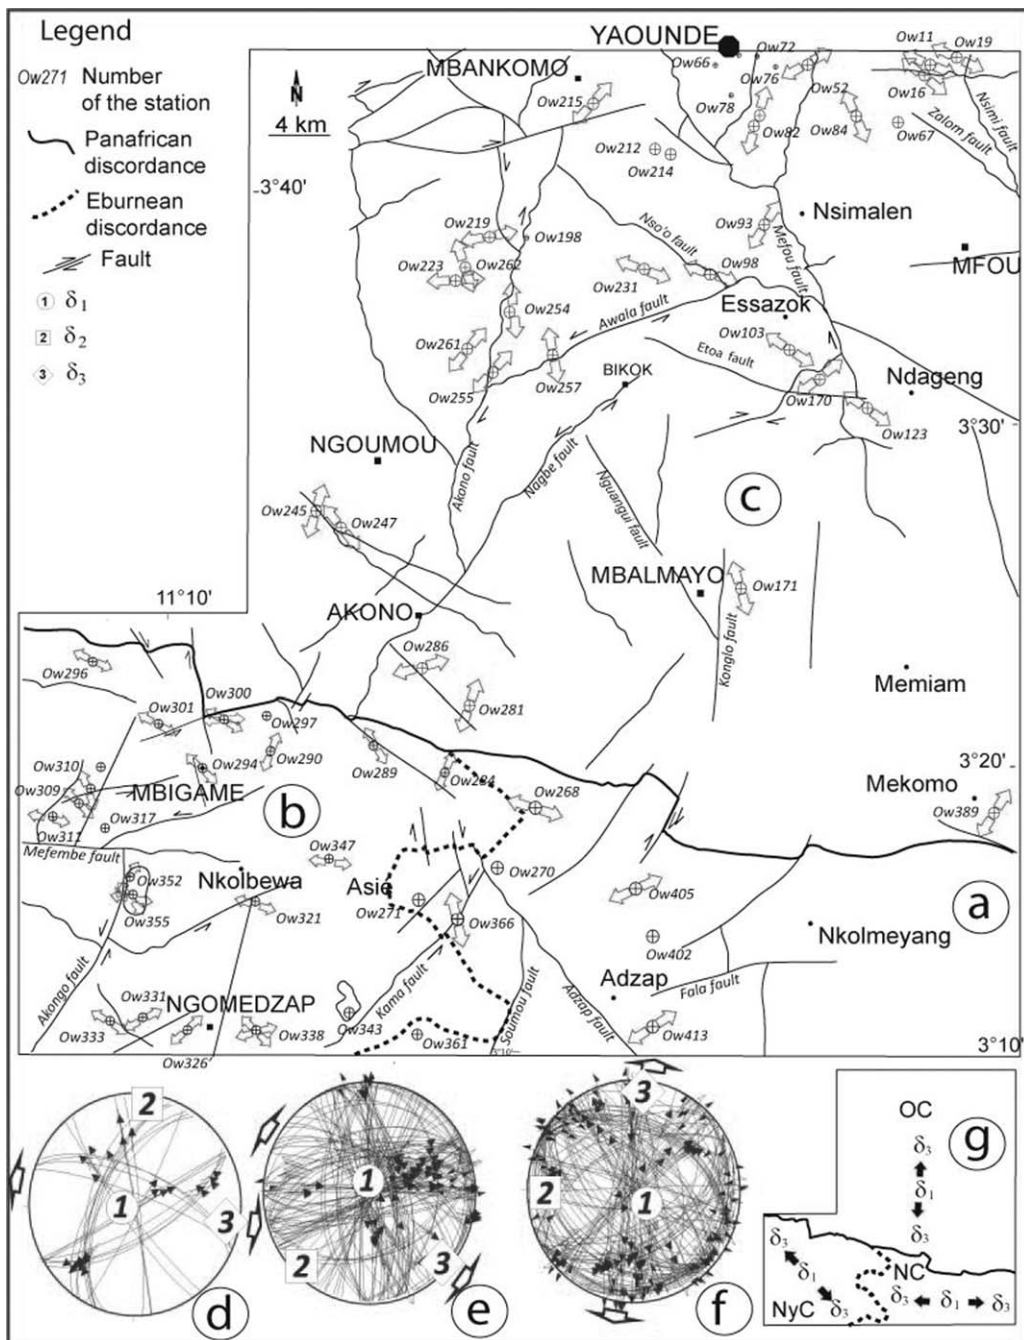 Legend
Ow271 Number
of the station
Panafrican
discordance
Eburnean
discordance
Fault
1 δ1
2 δ2
3 δ3
N
4 km
YAOUNDE
MBANKOMO
Ow66
Ow72
Ow76
Ow78
Ow82
Ow52
Ow84
Ow11
Ow19
Ow16
Ow67
Zalom fault
Nsimi fault
Ow215
Ow212
Ow214
3°40'
Nsimalen
MFOU
Ow93
Mefou fault
Nso'o fault
Ow98
Ow231
Ow219
Ow198
Ow223
Ow262
Ow254
Awala fault
Essazok
Ow103
Etoa fault
Ow261
Ow255
Ow257
BIKOK
Ow170
Ndageng
Ow123
3°30'
NGOUMOU
Akono fault
Nagbe fault
Nguangui fault
c
Ow245
Ow247
MBALMAYO
Ow171
Konglo fault
11°10'
AKONO
Ow286
Ow281
Memiam
Ow296
Ow301
Ow300
Ow297
Ow290
Ow294
Ow289
Ow284
Ow268
3°20'
Mekomo
Ow389
Ow310
Ow309
MBIGAME
b
Ow317
Ow311
Mefembe fault
Ow347
Ow352
Nkolbewa
Asie
Ow270
Ow271
Ow355
Ow321
Ow366
Ow405
a
Nkolmeyang
Ow402
Akongo fault
Kama fault
Soumou fault
Adzap fault
Adzap
Fala fault
Ow331
NGOMEDZAP
Ow333
Ow326'
Ow338
Ow343
Ow361
Ow413
3°10'
3°10'
2
1
3
d
1
2
3
e
3
2
1
f
OC
g
δ3
δ1
δ3
δ3
δ1
NC
NyC
δ3
δ3
δ1
δ3